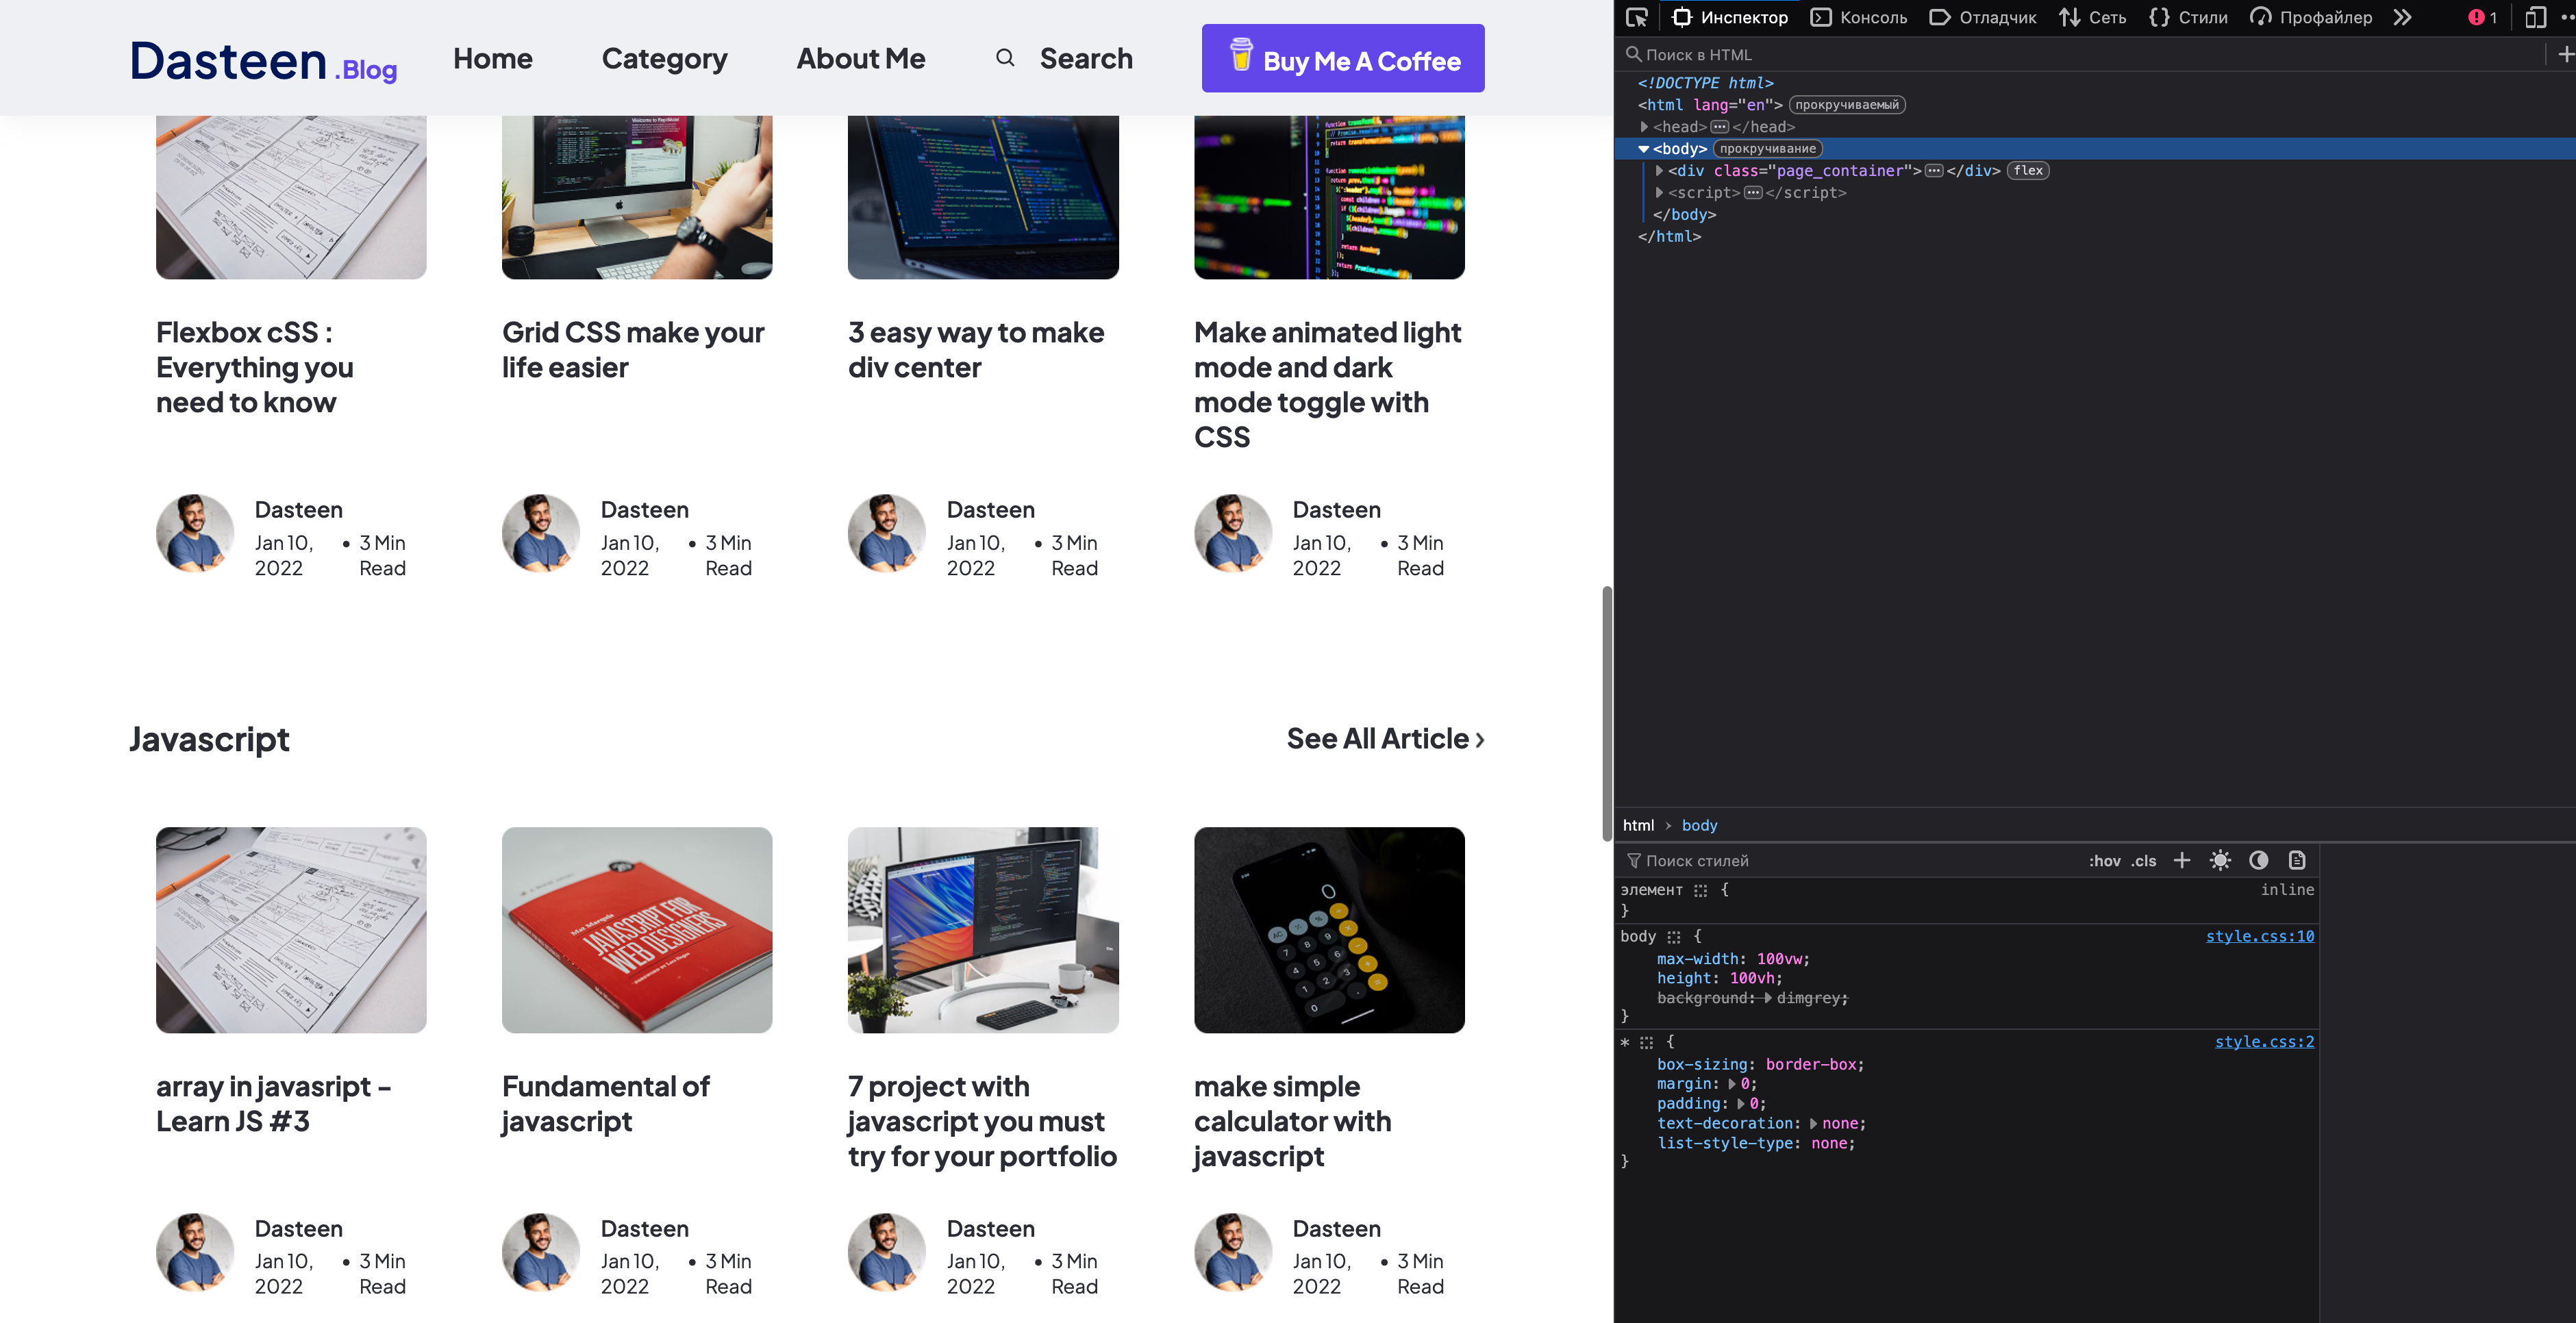 Dasteen .Blog
Home
Category
About Me
Search
Buy Me A Coffee
Flexbox cSS :
Everything you
need to know
Grid CSS make your
life easier
3 easy way to make
div center
Make animated light
mode and dark
mode toggle with
CSS
Dasteen
Jan 10,
2022
• 3 Min
Read
Dasteen
Jan 10,
2022
• 3 Min
Read
Dasteen
Jan 10,
2022
• 3 Min
Read
Dasteen
Jan 10,
2022
• 3 Min
Read
Javascript
See All Article ›
JAVASCRIPT FOR
WEB DESIGNERS
array in javasript –
Learn JS #3
Fundamental of
javascript
7 project with
javascript you must
try for your portfolio
make simple
calculator with
javascript
Dasteen
Jan 10,
2022
• 3 Min
Read
Dasteen
Jan 10,
2022
• 3 Min
Read
Dasteen
Jan 10,
2022
• 3 Min
Read
Dasteen
Jan 10,
2022
• 3 Min
Read
Инспектор
Консоль
Отладчик
Сеть
Стили
Профайлер
1
Поиск в HTML
<!DOCTYPE html>
<html lang="en"> прокручиваемый
<head>⋯</head>
<body> прокручивание
<div class="page_container">⋯</div> flex
<script>⋯</script>
</body>
</html>
html › body
Поиск стилей
:hov .cls
элемент {
inline
}
body {
style.css:10
max-width: 100vw;
height: 100vh;
background: dimgrey;
}
* {
style.css:2
box-sizing: border-box;
margin: 0;
padding: 0;
text-decoration: none;
list-style-type: none;
}